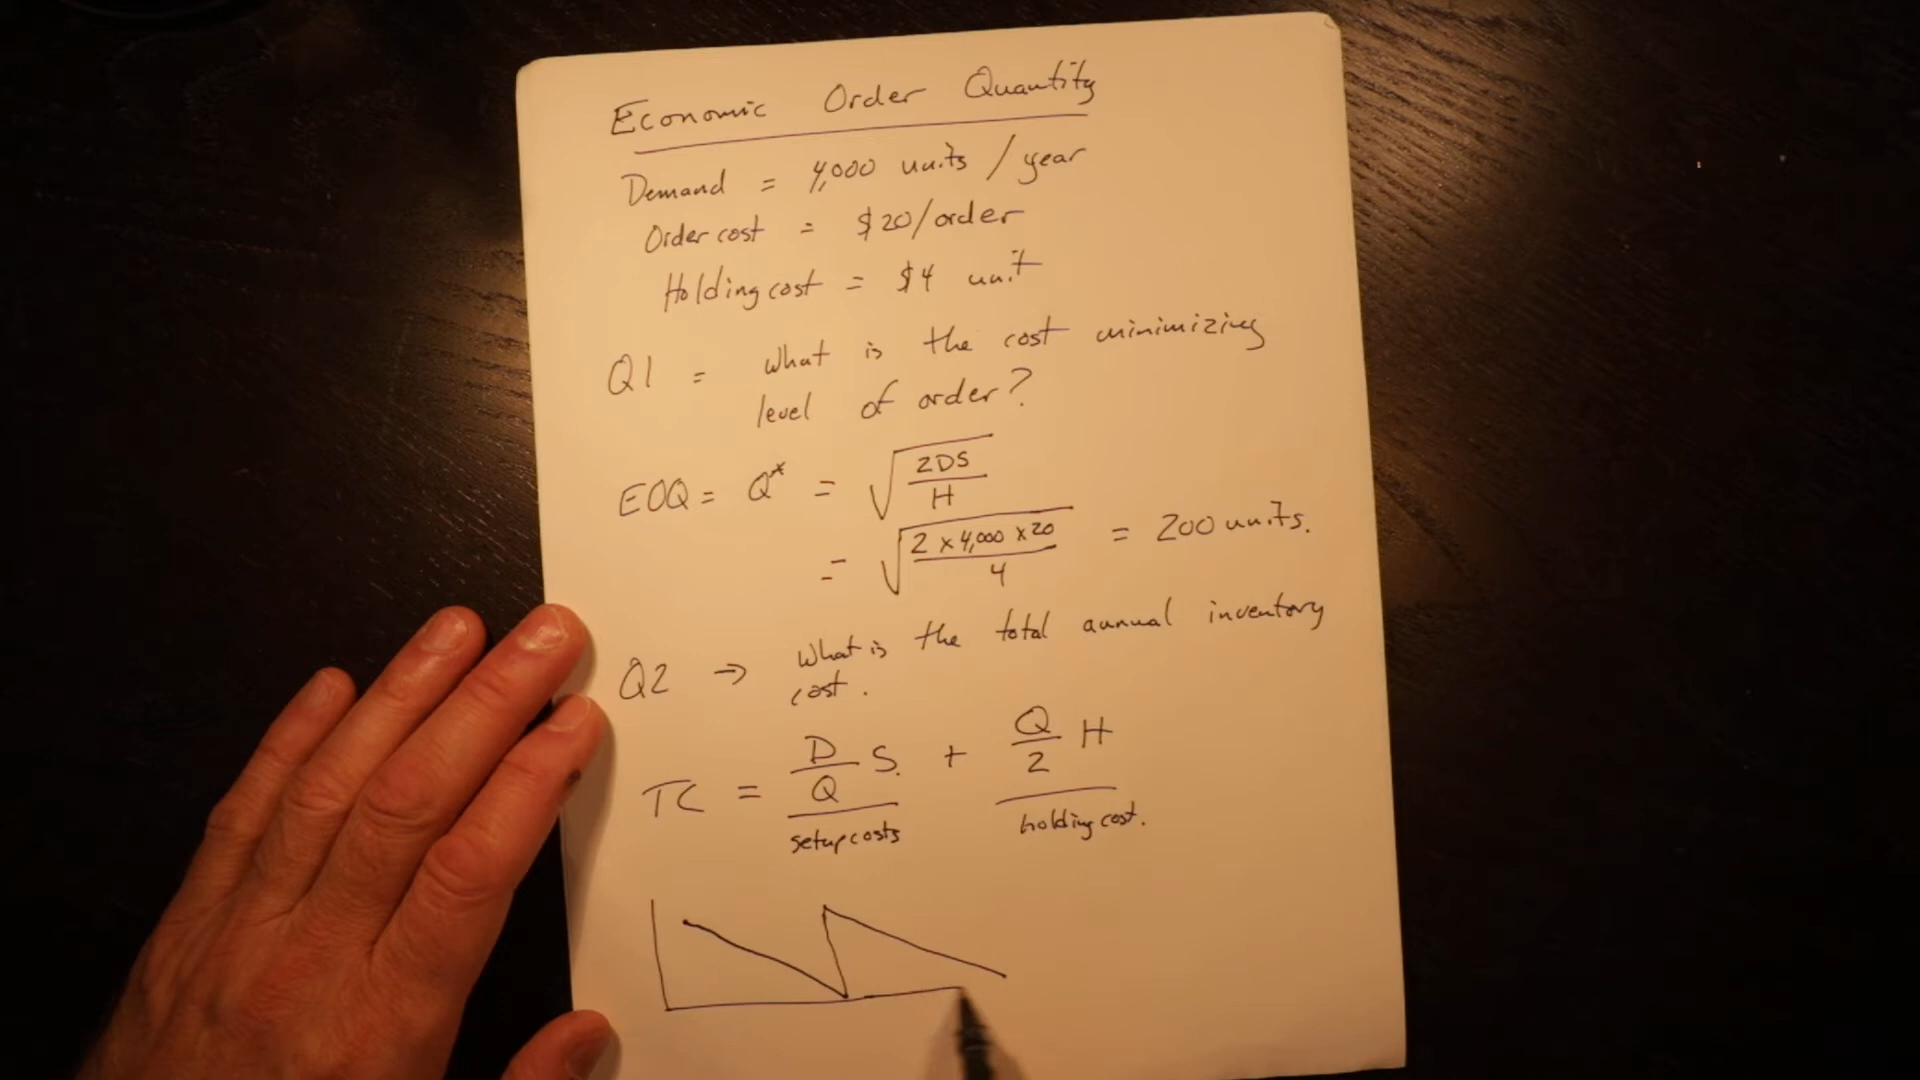 Economic Order Quantity
Demand = 4,000 units / year
Order cost = $20/order
Holding cost = $4 unit
Q1 = what is the cost minimizing
level of order?
EOQ = Q* = √(2DS/H)
= √(2 x 4,000 x 20/4) = 200 units.
Q2 → What is the total annual inventory
cost.
TC = D/Q S. + Q/2 H
setup costs holding cost.